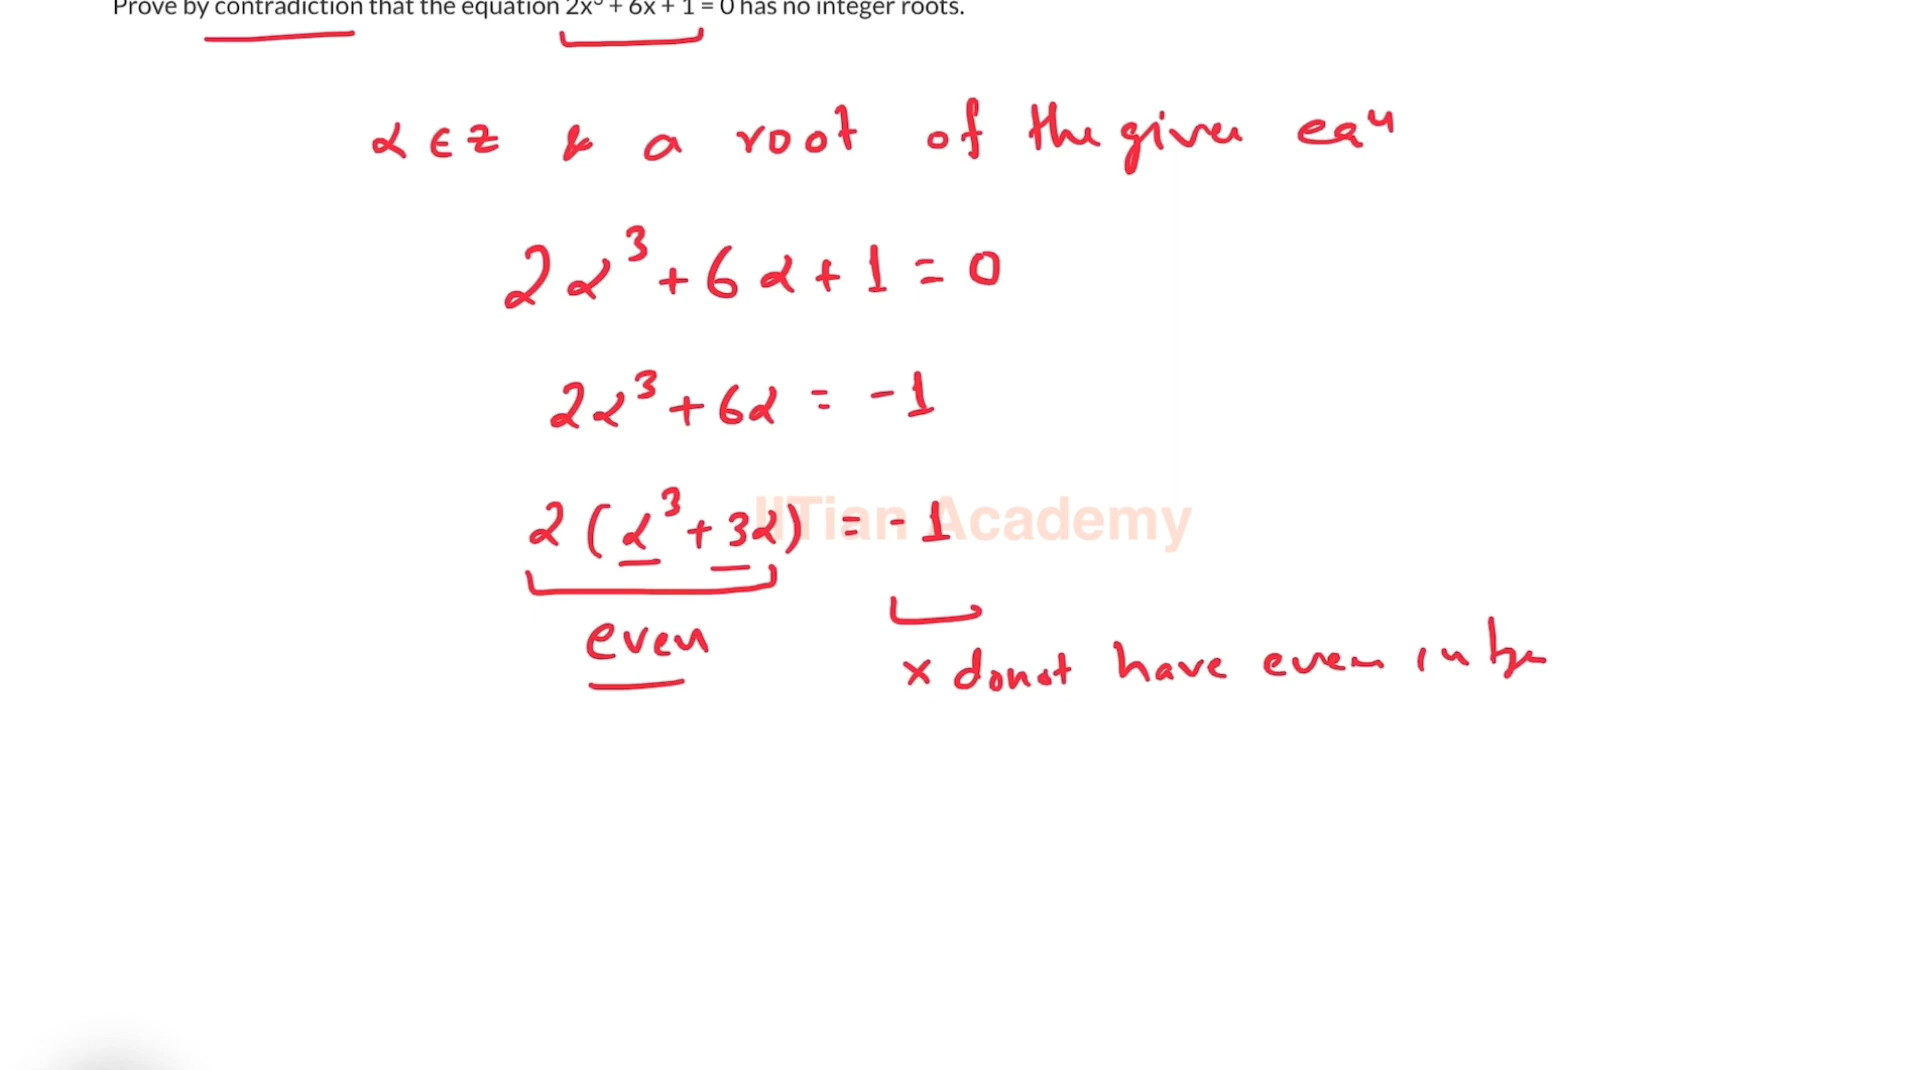 Prove by contradiction that the equation 2x³ + 6x + 1 = 0 has no integer roots.
α ∈ Z & a root of the given eqn
2α³ + 6α + 1 = 0
2α³ + 6α = -1
2(α³ + 3α) = -1
IITian Academy
even
x donot have even